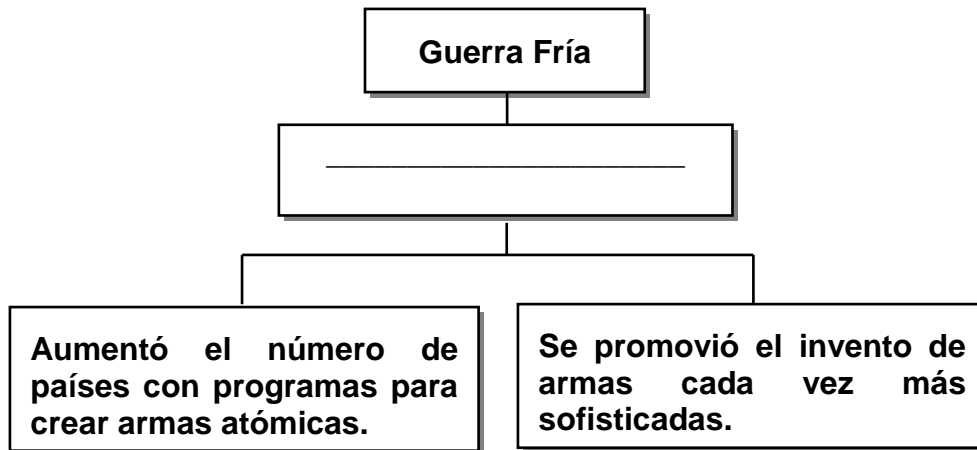 Guerra Fría
______________________
Aumentó el número de
países con programas para
crear armas atómicas.
Se promovió el invento de
armas cada vez más
sofisticadas.